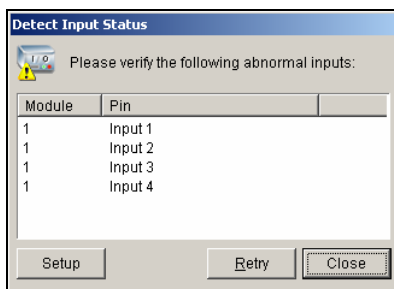 Detect Input Status
I/O
Please verify the following abnormal inputs:
Module Pin
1 Input 1
1 Input 2
1 Input 3
1 Input 4
Setup Retry Close